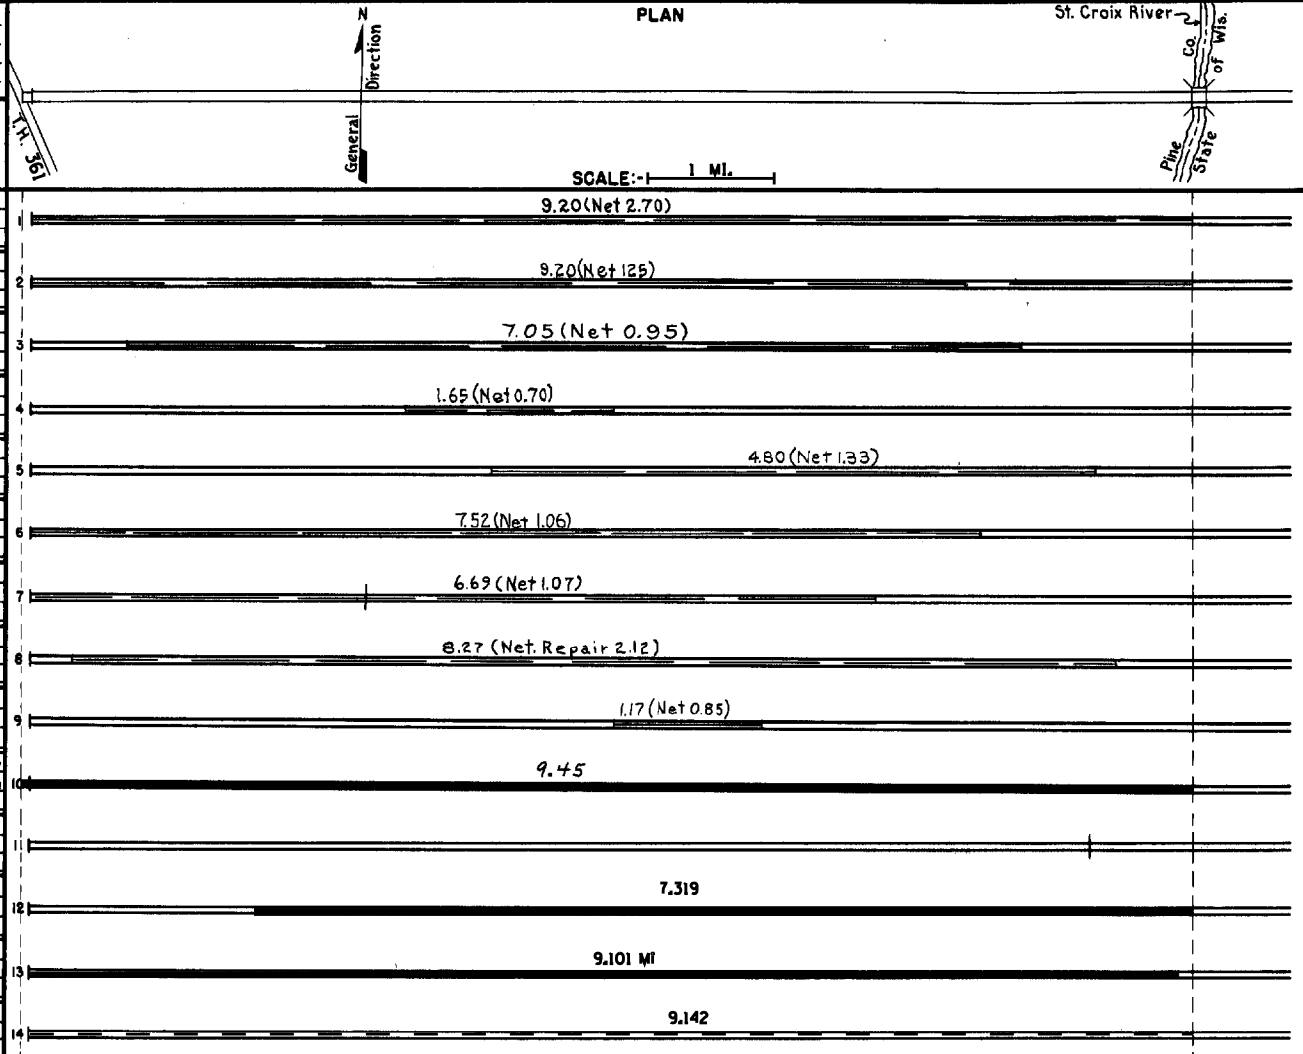 PLAN
St. Croix River
N
General Direction
Co.
of Wis.
T.H. 361
Pine
State
SCALE:- 1 MI.
1 9.20(Net 2.70)
2 9.20(Net 125)
3 7.05(Net 0.95)
4 1.65(Net 0.70)
5 4.80(Net 1.33)
6 7.52(Net 1.06)
7 6.69(Net 1.07)
8 8.27 (Net. Repair 2.12)
9 1.17(Net 0.85)
10 9.45
11
12 7.319
13 9.101 MI
14 9.142